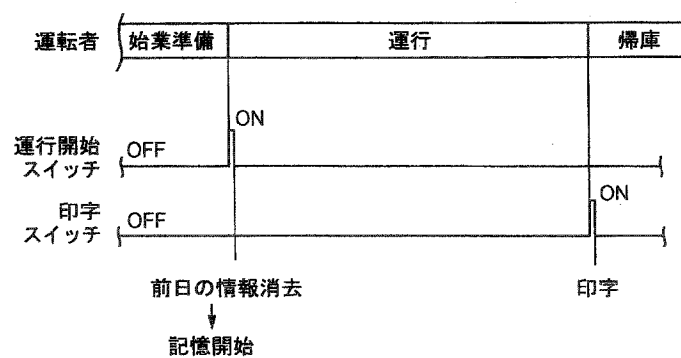 運転者 始業準備 運行 帰庫
ON
運行開始
スイッチ
OFF
ON
印字
スイッチ
OFF
前日の情報消去
印字
記憶開始